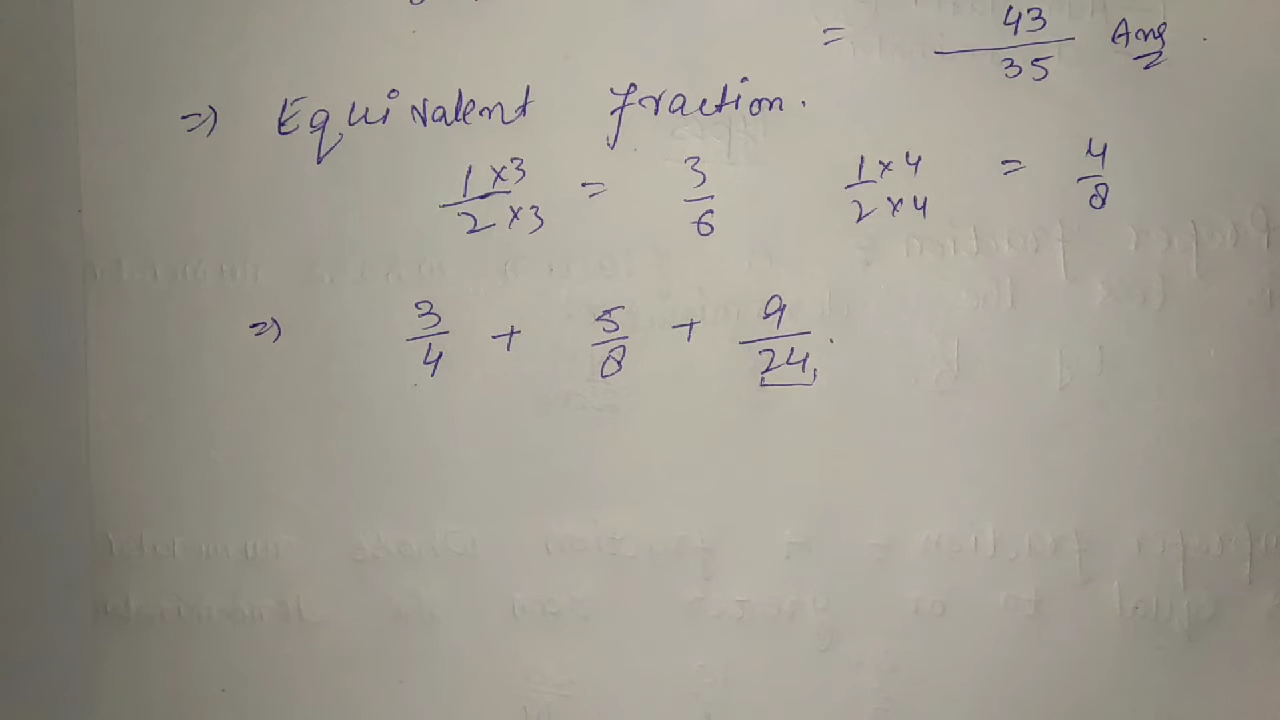 = 43/35 Ans
=> Equivalent fraction.
1×3/2×3 = 3/6 1×4/2×4 = 4/8
=> 3/4 + 5/8 + 9/24.